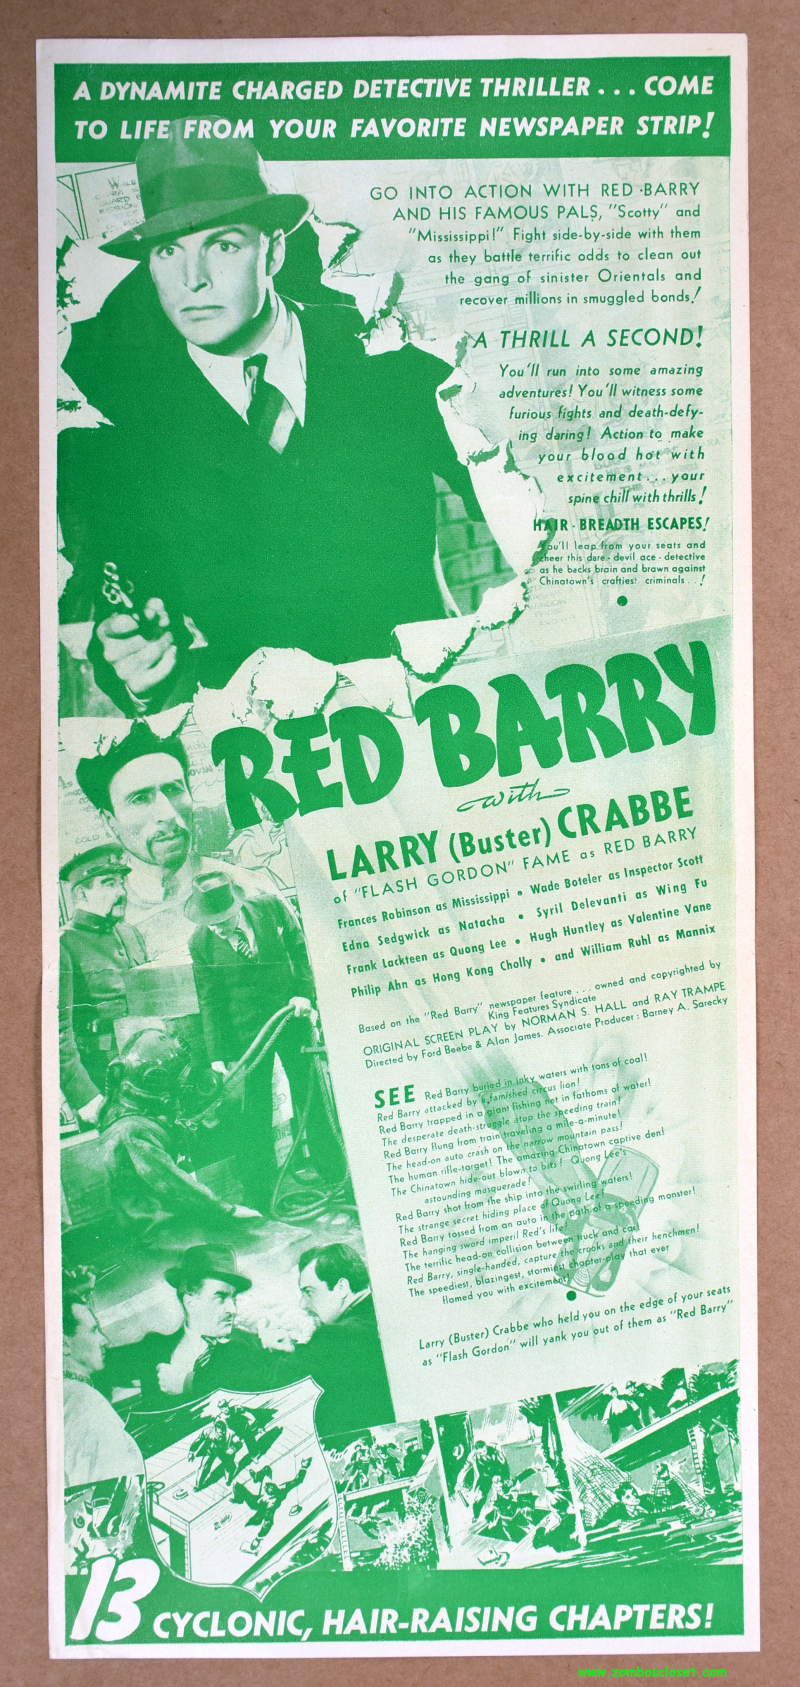 A DYNAMITE CHARGED DETECTIVE THRILLER . . . COME
TO LIFE FROM YOUR FAVORITE NEWSPAPER STRIP!
GO INTO ACTION WITH RED BARRY
AND HIS FAMOUS PALS, "Scotty" and
"Mississippi!" Fight side-by-side with them
as they battle terrific odds to clean out
the gang of sinister Orientals and
recover millions in smuggled bonds!
A THRILL A SECOND!
You'll run into some amazing
adventures! You'll witness some
furious fights and death-defy-
ing daring! Action to make
your blood hot with
excitement . . . your
spine chill with thrills!
HAIR-BREADTH ESCAPES!
You'll leap from your seats and
cheer this dare-devil ace-detective
as he backs brain and brawn against
Chinatown's craftiest criminals . . !
RED BARRY
with
LARRY (Buster) CRABBE
of "FLASH GORDON" FAME as RED BARRY
Frances Robinson as Mississippi • Wade Boteler as Inspector Scott
Edna Sedgwick as Natacha • Syril Delevanti as Wing Fu
Frank Lackteen as Quong Lee • Hugh Huntley as Valentine Vane
Philip Ahn as Hong Kong Cholly • and William Ruhl as Mannix
Based on the "Red Barry" newspaper feature . . . owned and copyrighted by
King Features Syndicate
ORIGINAL SCREEN PLAY by NORMAN S. HALL and RAY TRAMPE
Directed by Ford Beebe & Alan James. Associate Producer: Barney A. Sarecky
SEE Red Barry buried in inky waters with tons of coal!
Red Barry attacked by a famished circus lion!
Red Barry trapped in a giant fishing net in fathoms of water!
The desperate death-struggle atop the speeding train!
Red Barry flung from train traveling a mile-a-minute!
The head-on auto crash on the narrow mountain pass!
The human rifle-target! The amazing Chinatown captive den!
The Chinatown hide-out blown to bits! Quong Lee's
astounding masquerade!
Red Barry shot from the ship into the swirling waters!
The strange secret hiding place of Quong Lee!
Red Barry tossed from an auto in the path of a speeding monster!
The hanging sword imperil Red's life!
The terrific head-on collision between truck and car!
Red Barry, single-handed, capture the crooks and their henchmen!
The speediest, blazingest, stormiest chapter-play that ever
flamed you with excitement!
Larry (Buster) Crabbe who held you on the edge of your seats
as "Flash Gordon" will yank you out of them as "Red Barry"
13 CYCLONIC, HAIR-RAISING CHAPTERS!
www.zomboscloset.com